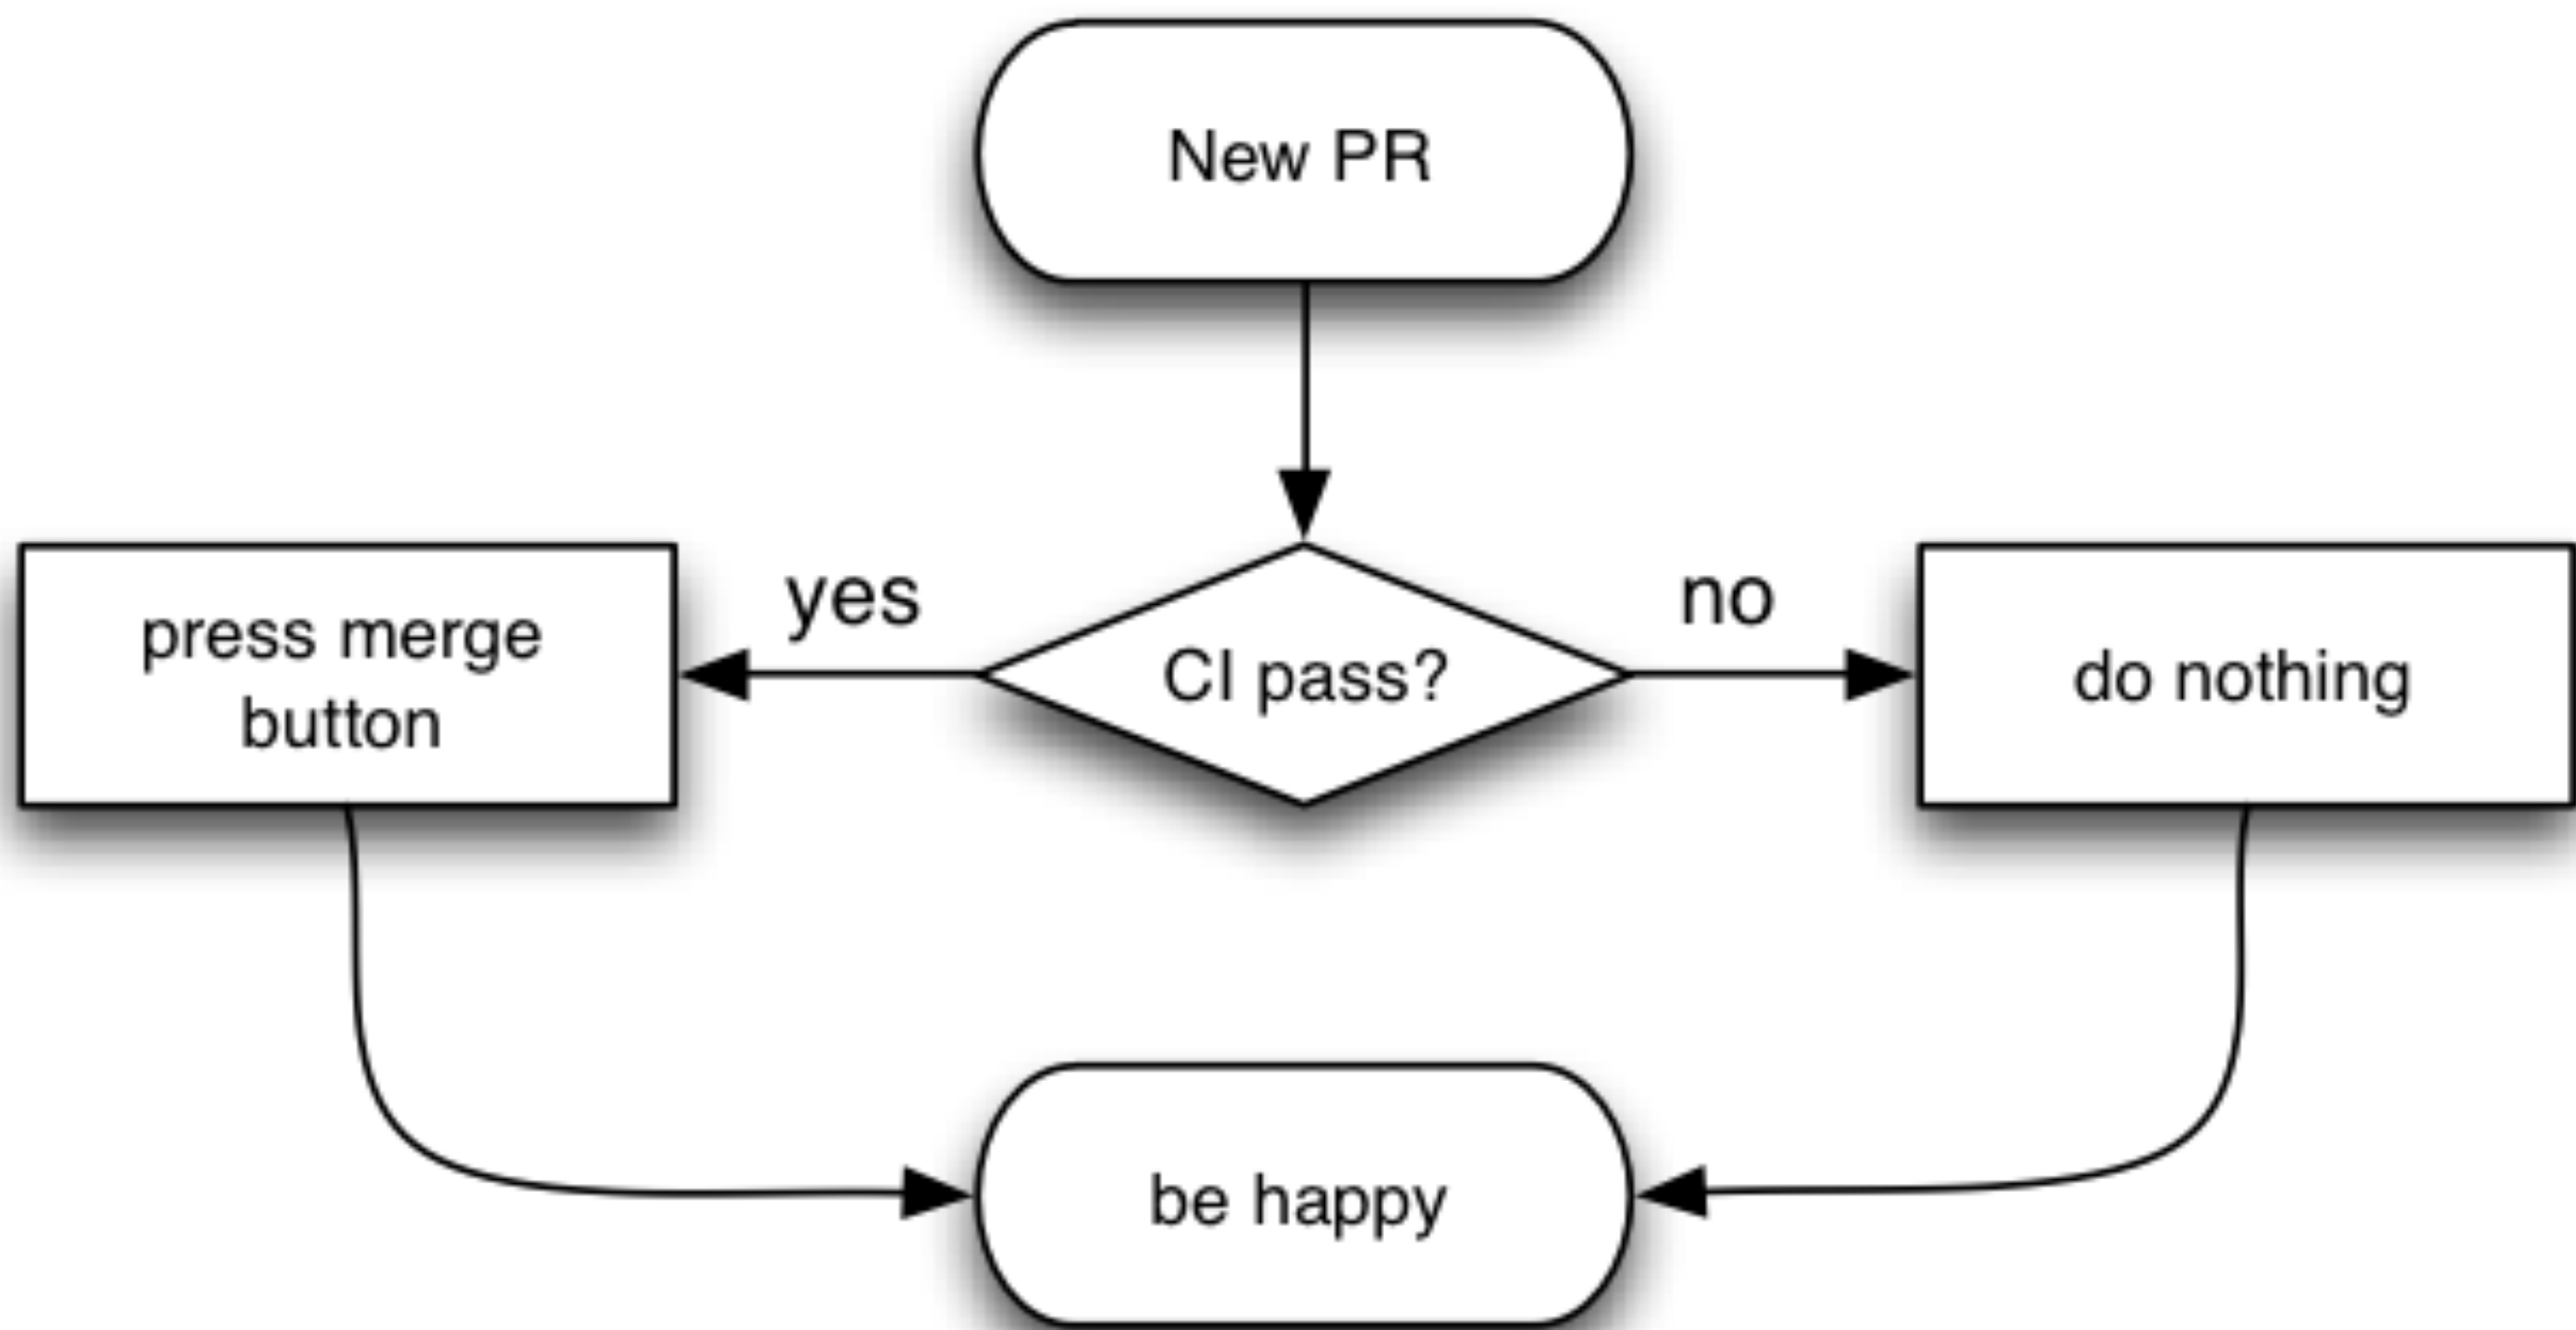 New PR
yes
no
press merge
button
CI pass?
do nothing
be happy